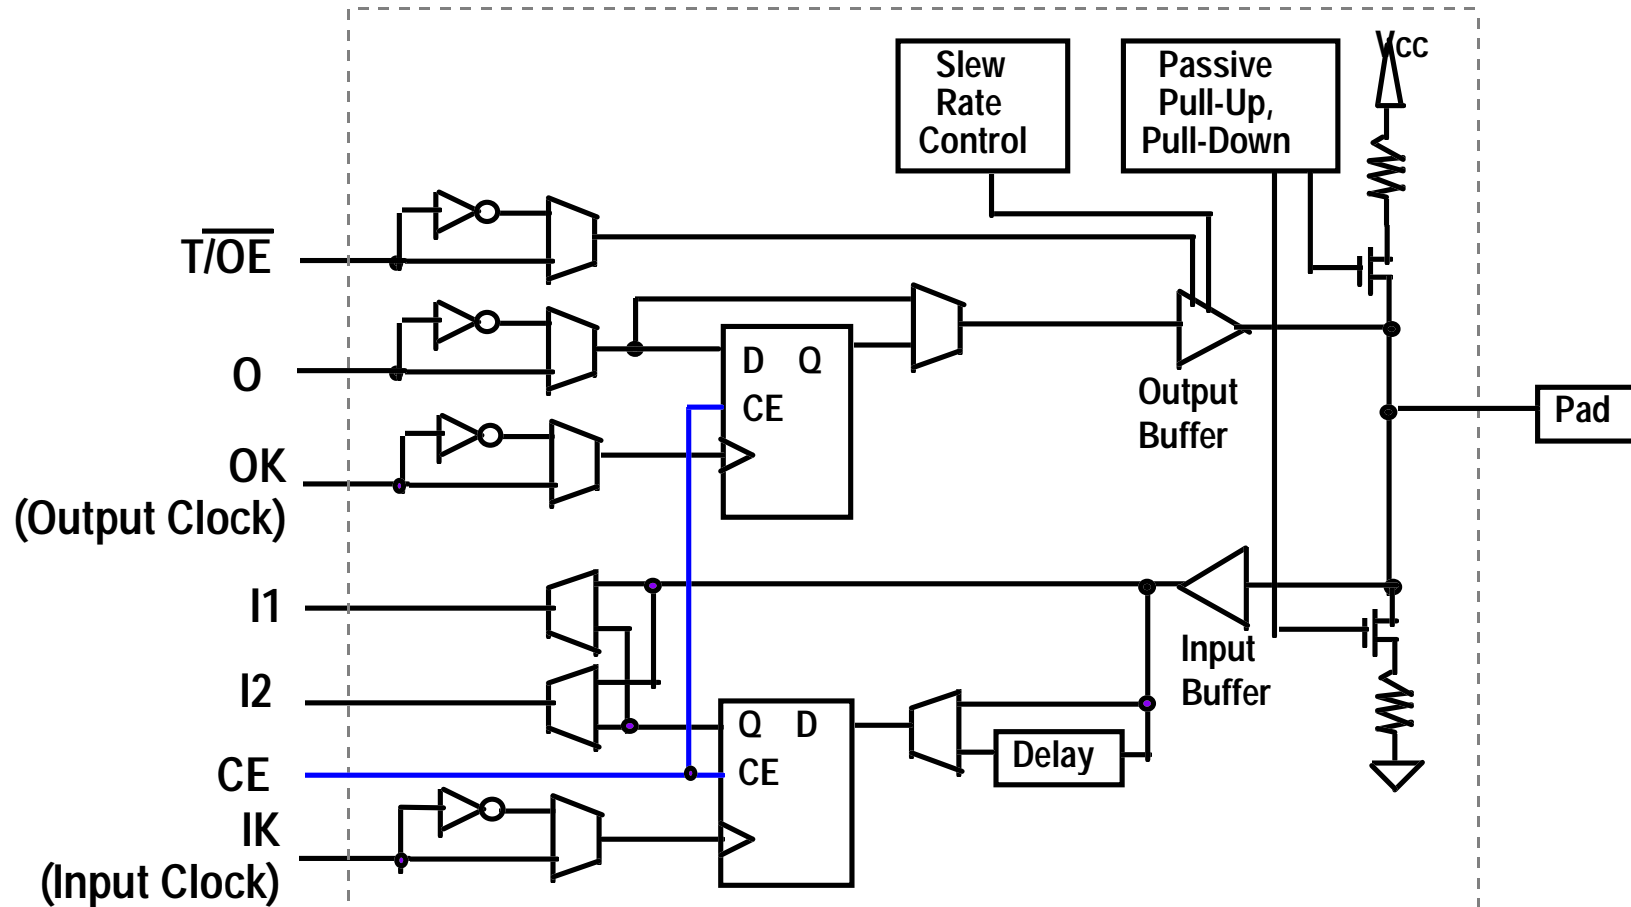 Vcc
Slew
Rate
Control
Passive
Pull-Up,
Pull-Down
T/OE
O
D Q
CE
Output
Buffer
Pad
OK
(Output Clock)
I1
I2
Input
Buffer
Q D
CE
Delay
CE
IK
(Input Clock)